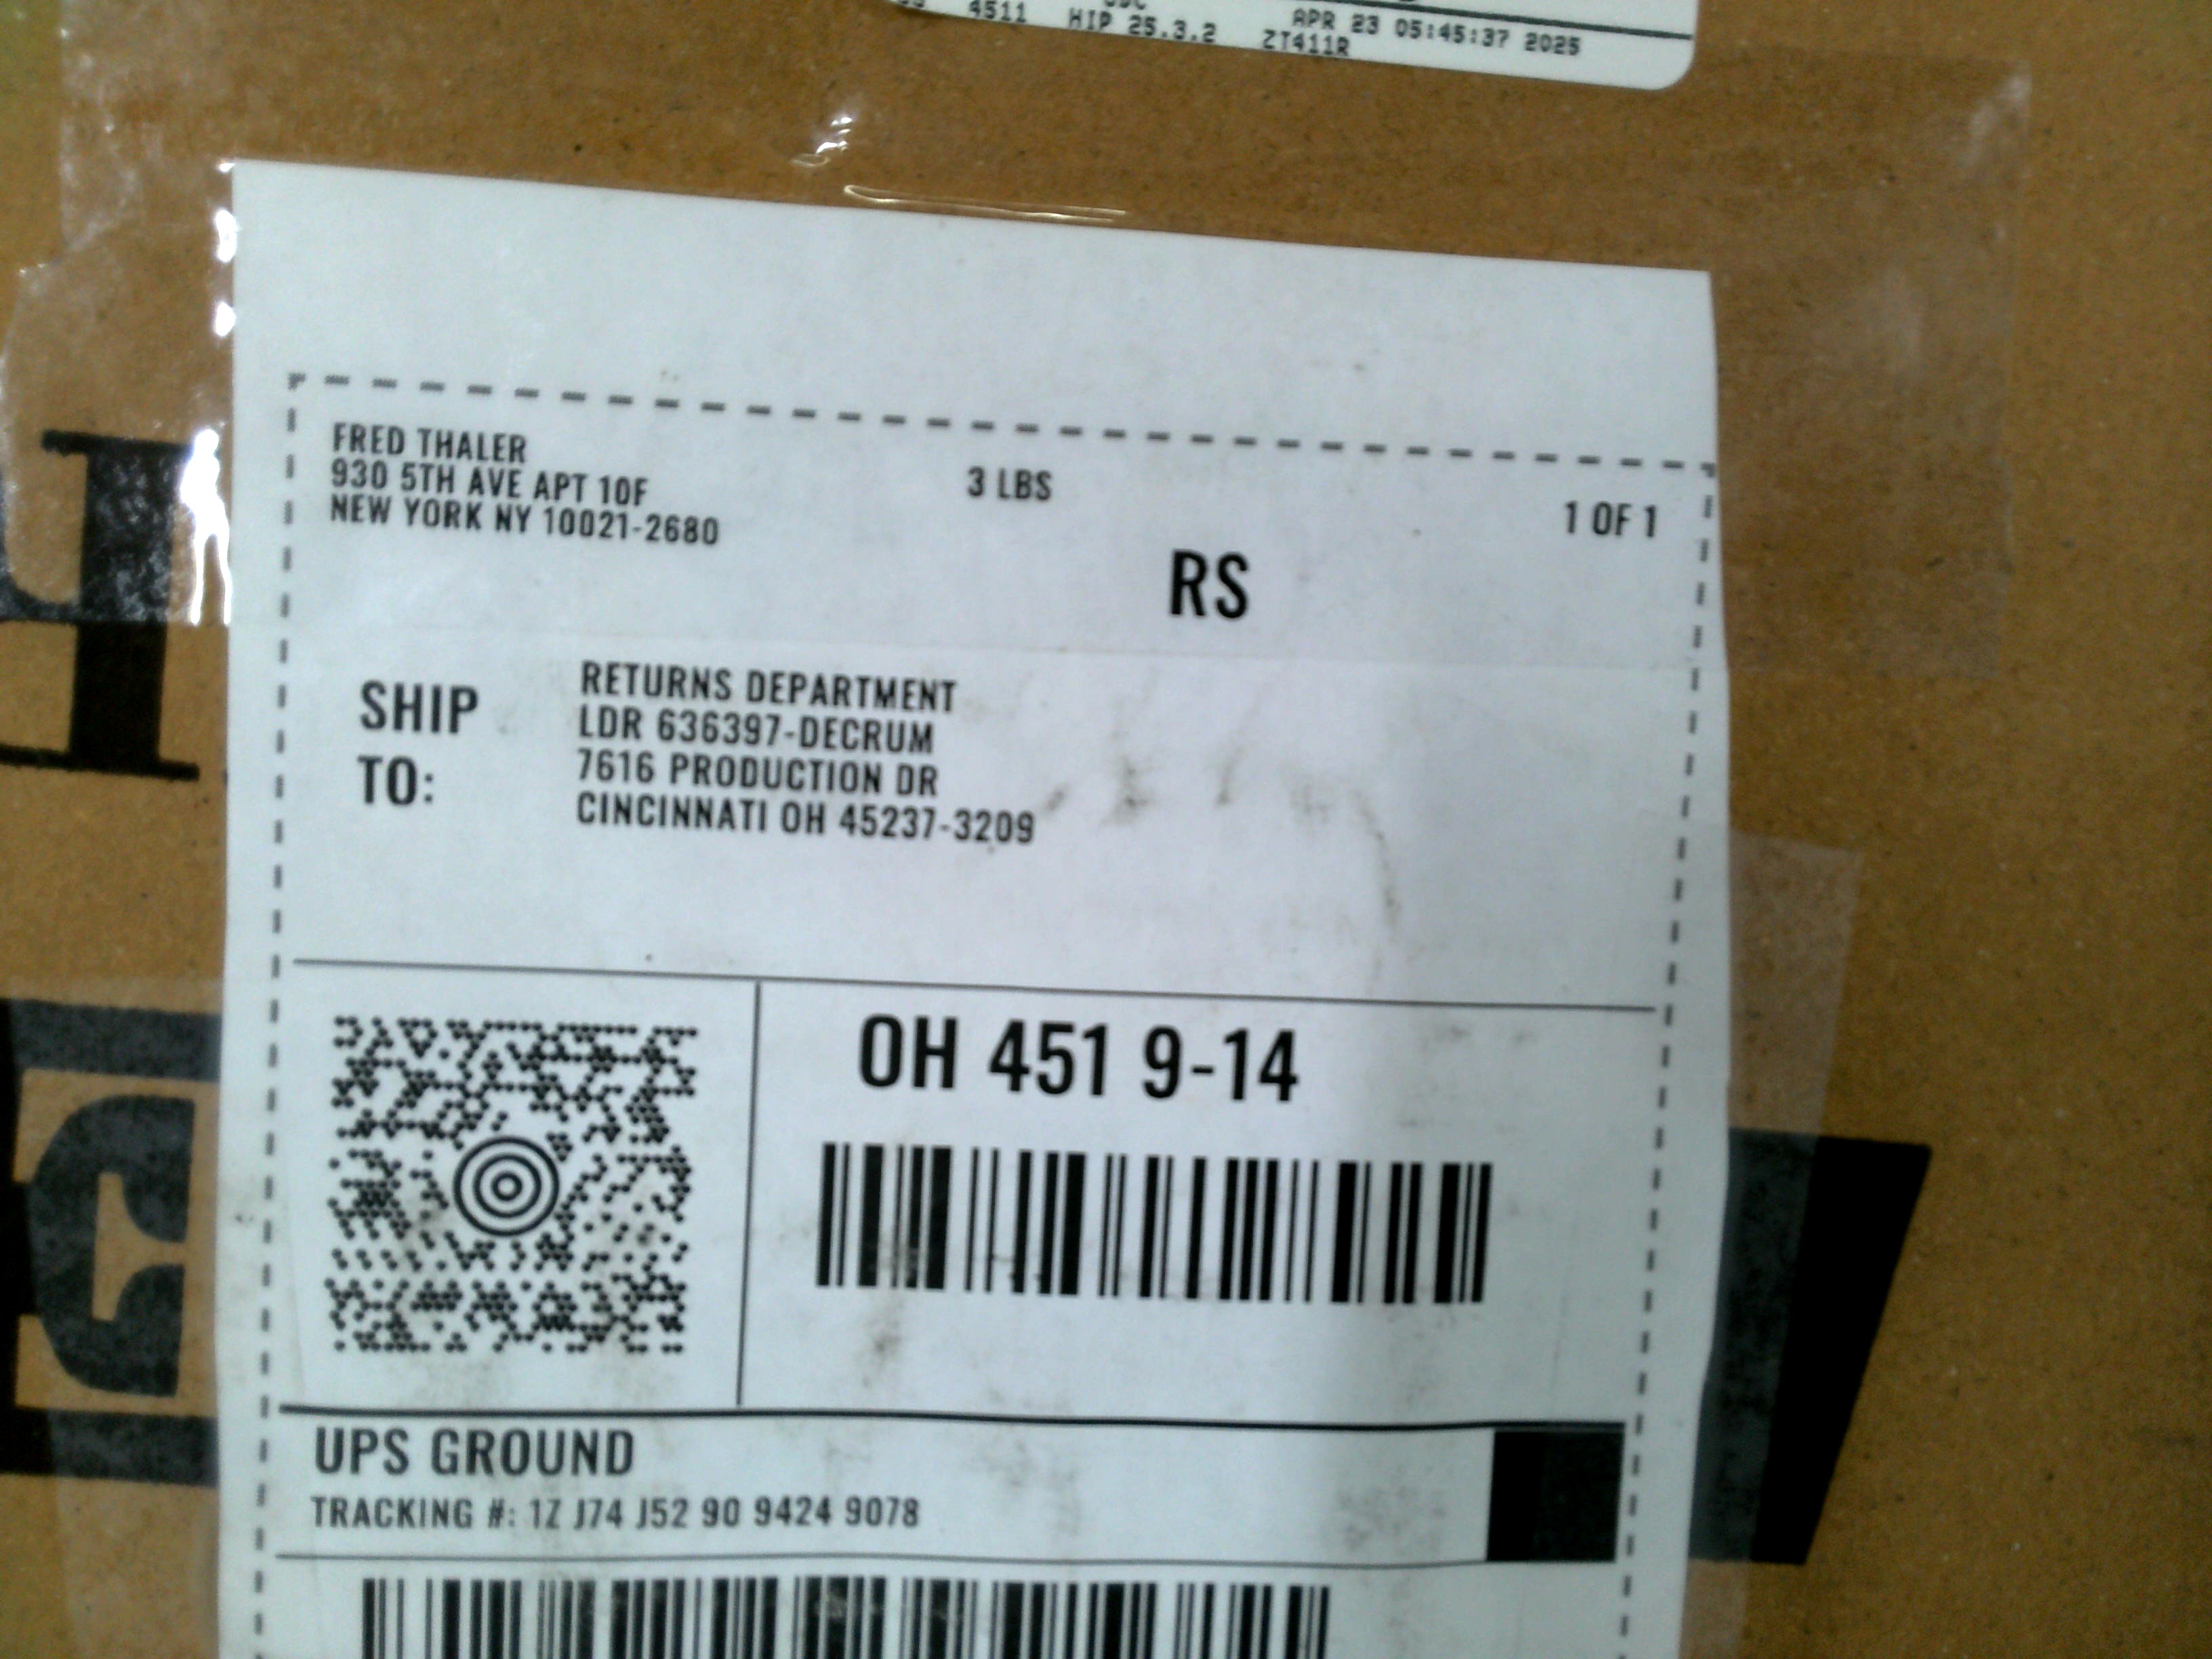 4511 HIP 25.3.2 ZT411R APR 23 05:45:37 2025
FRED THALER
930 5TH AVE APT 10F
NEW YORK NY 10021-2680
3 LBS
1 OF 1
RS
SHIP
TO:
RETURNS DEPARTMENT
LDR 636397-DECRUM
7616 PRODUCTION DR
CINCINNATI OH 45237-3209
OH 451 9-14
UPS GROUND
TRACKING #: 1Z J74 J52 90 9424 9078